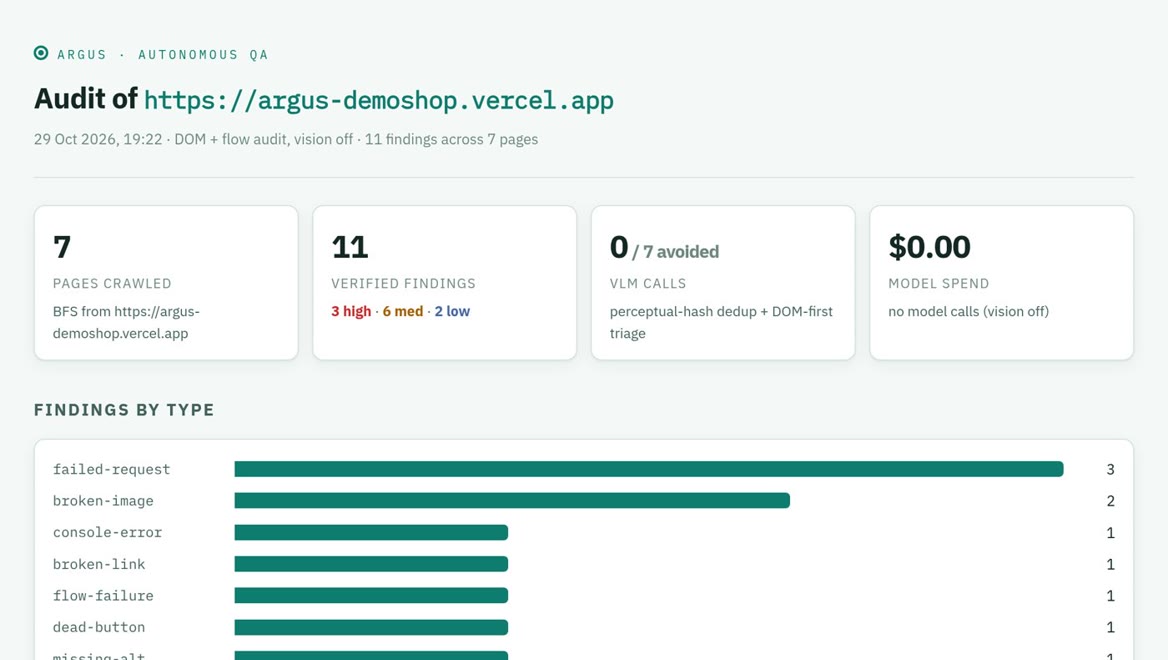 ARGUS · AUTONOMOUS QA
Audit of https://argus-demoshop.vercel.app
29 Oct 2026, 19:22 · DOM + flow audit, vision off · 11 findings across 7 pages
7
PAGES CRAWLED
BFS from https://argus-
demoshop.vercel.app
11
VERIFIED FINDINGS
3 high · 6 med · 2 low
0 / 7 avoided
VLM CALLS
perceptual-hash dedup + DOM-first
triage
$0.00
MODEL SPEND
no model calls (vision off)
FINDINGS BY TYPE
failed-request 3
broken-image 2
console-error 1
broken-link 1
flow-failure 1
dead-button 1
missing-alt 1